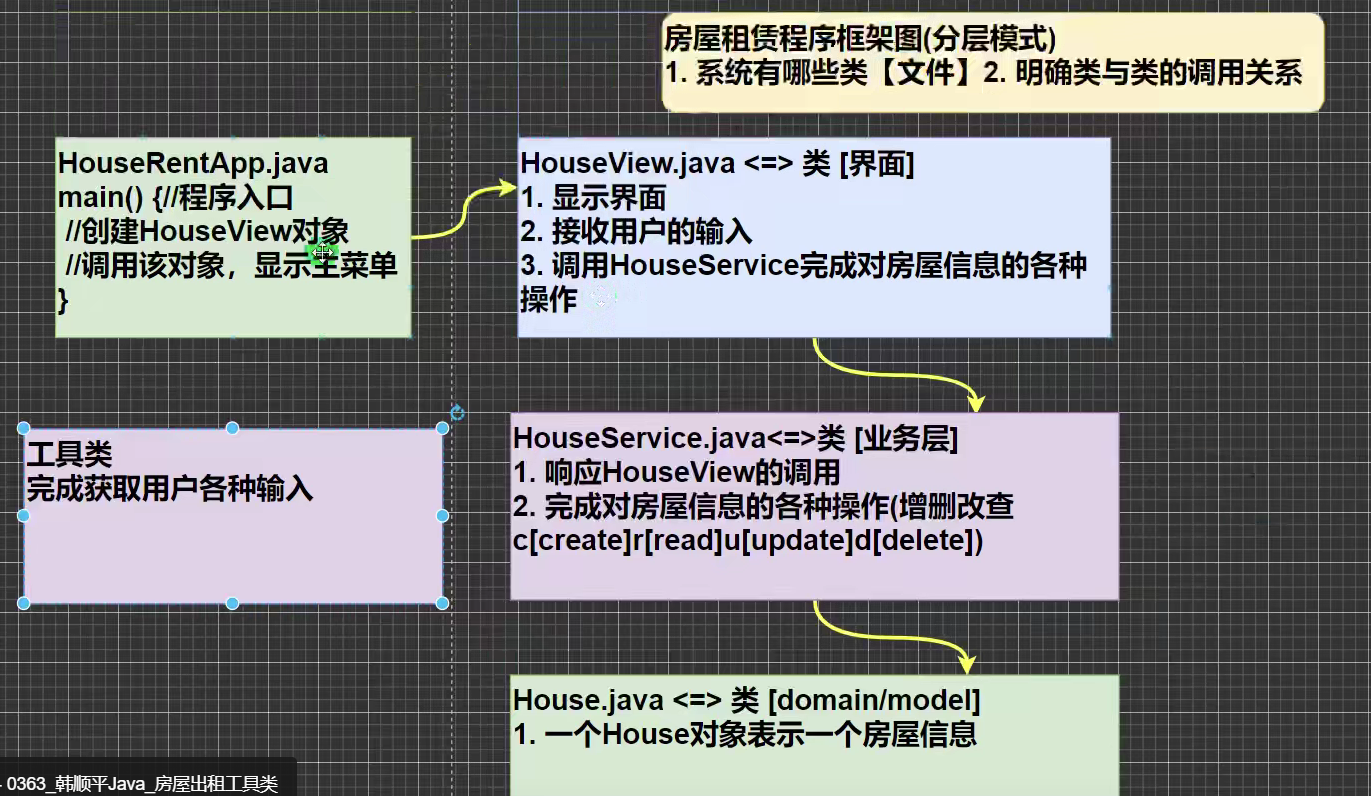 房屋租赁程序框架图(分层模式)
1. 系统有哪些类【文件】2. 明确类与类的调用关系
HouseRentApp.java
main() {//程序入口
//创建HouseView对象
//调用该对象，显示主菜单
}
HouseView.java <=> 类 [界面]
1. 显示界面
2. 接收用户的输入
3. 调用HouseService完成对房屋信息的各种
操作
工具类
完成获取用户各种输入
HouseService.java<=>类 [业务层]
1. 响应HouseView的调用
2. 完成对房屋信息的各种操作(增删改查
c[create]r[read]u[update]d[delete])
House.java <=> 类 [domain/model]
1. 一个House对象表示一个房屋信息
0363_韩顺平Java_房屋出租工具类